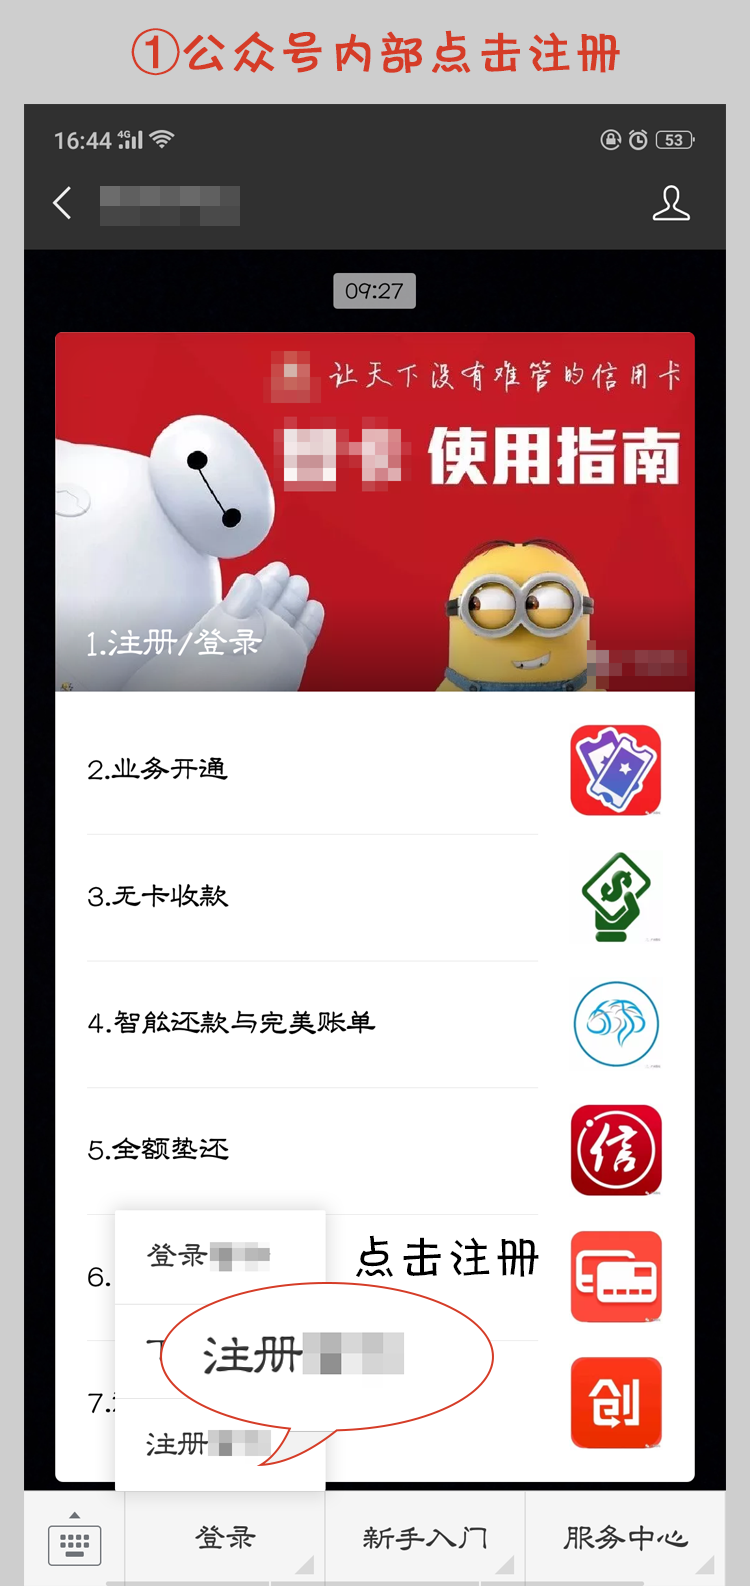 ①公众号内部点击注册
16:44 4G 53
09:27
让天下没有难管的信用卡
使用指南
1.注册/登录
2.业务开通
3.无卡收款
4.智能还款与完美账单
5.全额垫还
信
登录
点击注册
6.
注册
7.
创
注册
登录 新手入门 服务中心